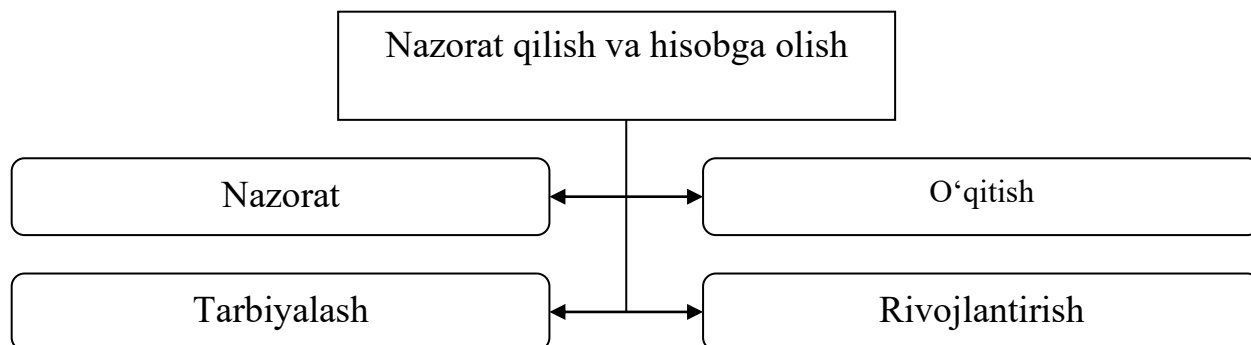 Nazorat qilish va hisobga olish
Nazorat
O‘qitish
Tarbiyalash
Rivojlantirish